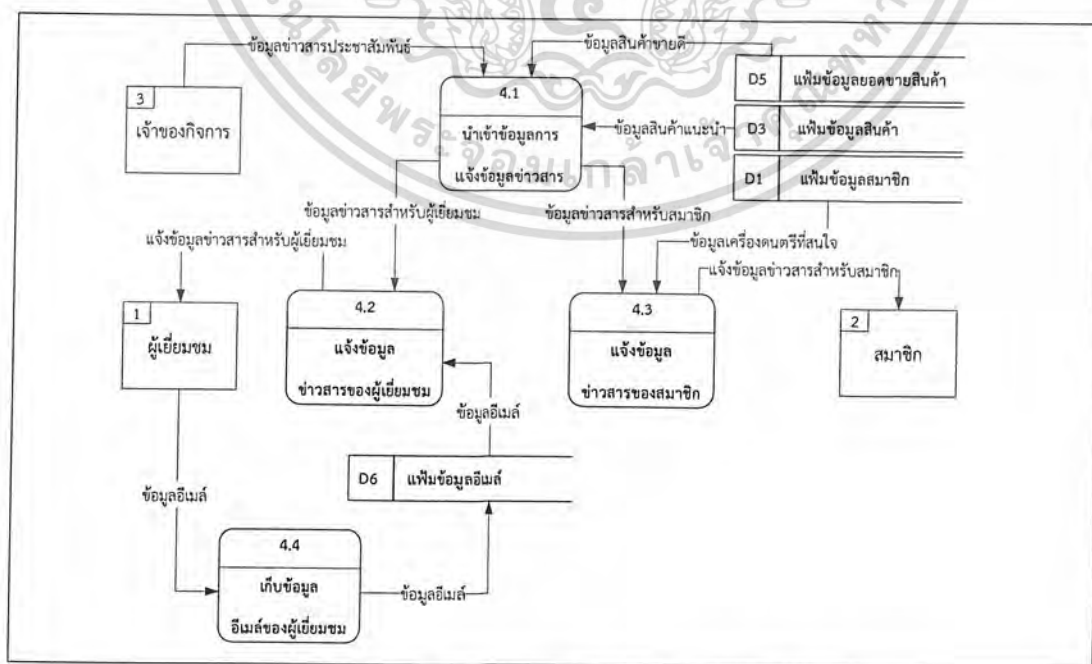 ข้อมูลข่าวสารประชาสัมพันธ์
ข้อมูลสินค้าขายดี
3
เจ้าของกิจการ
4.1
นำเข้าข้อมูลการ
แจ้งข้อมูลข่าวสาร
D5 แฟ้มข้อมูลยอดขายสินค้า
ข้อมูลสินค้าแนะนำ
D3 แฟ้มข้อมูลสินค้า
D1 แฟ้มข้อมูลสมาชิก
ข้อมูลข่าวสารสำหรับผู้เยี่ยมชม
ข้อมูลข่าวสารสำหรับสมาชิก
แจ้งข้อมูลข่าวสารสำหรับผู้เยี่ยมชม
ข้อมูลเครื่องดนตรีที่สนใจ
แจ้งข้อมูลข่าวสารสำหรับสมาชิก
1
ผู้เยี่ยมชม
4.2
แจ้งข้อมูล
ข่าวสารของผู้เยี่ยมชม
4.3
แจ้งข้อมูล
ข่าวสารของสมาชิก
2
สมาชิก
ข้อมูลอีเมล์
D6 แฟ้มข้อมูลอีเมล์
ข้อมูลอีเมล์
4.4
เก็บข้อมูล
อีเมล์ของผู้เยี่ยมชม
ข้อมูลอีเมล์